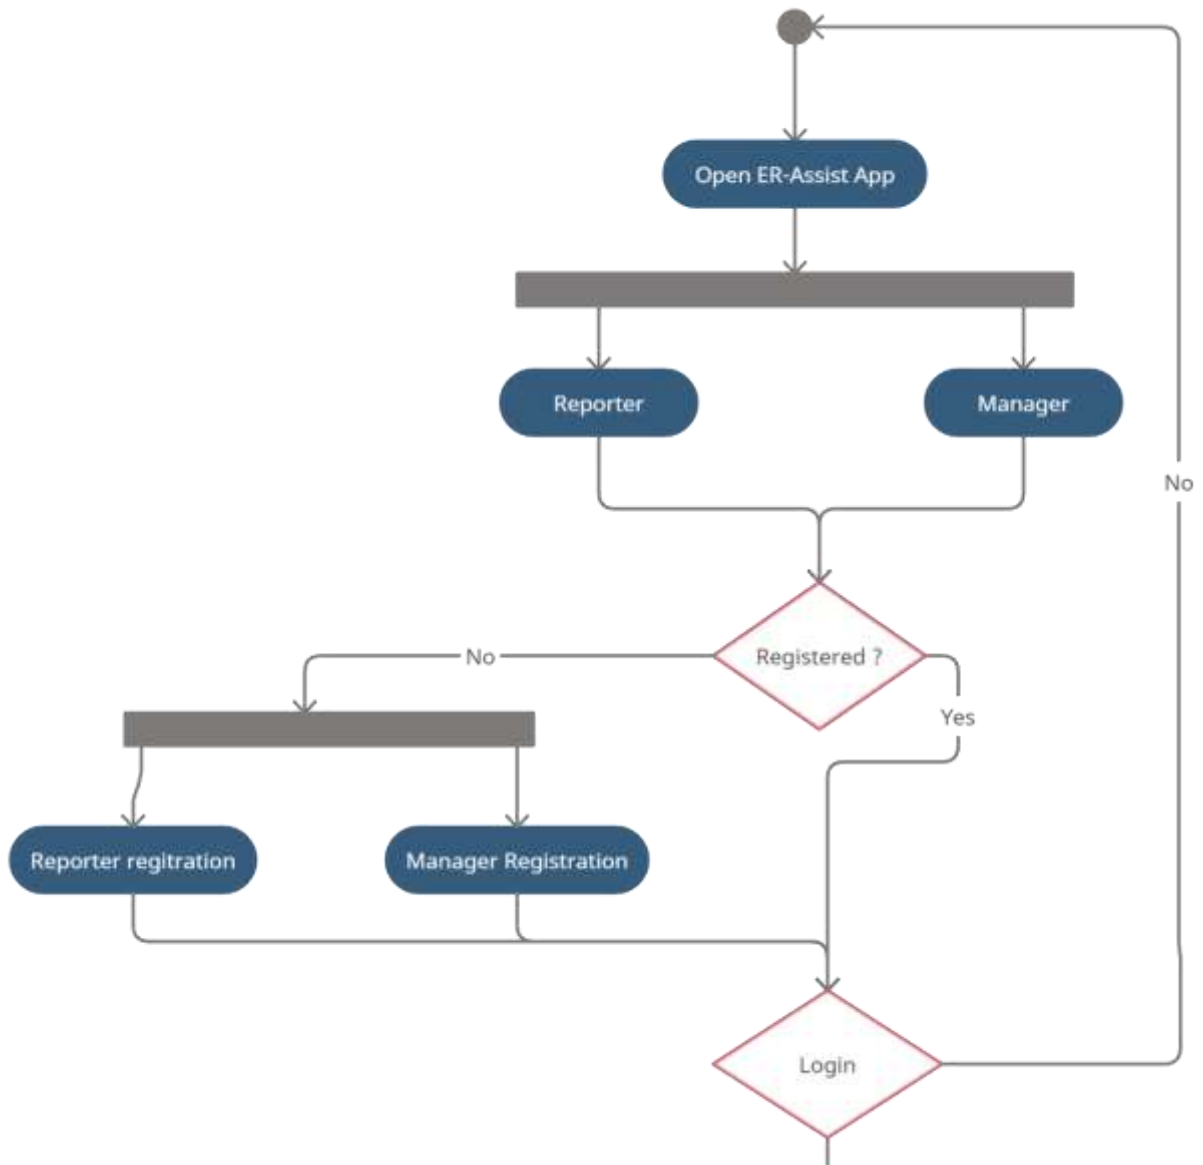 Open ER-Assist App
Reporter
Manager
No
Registered ?
No
Yes
Reporter regitration
Manager Registration
Login